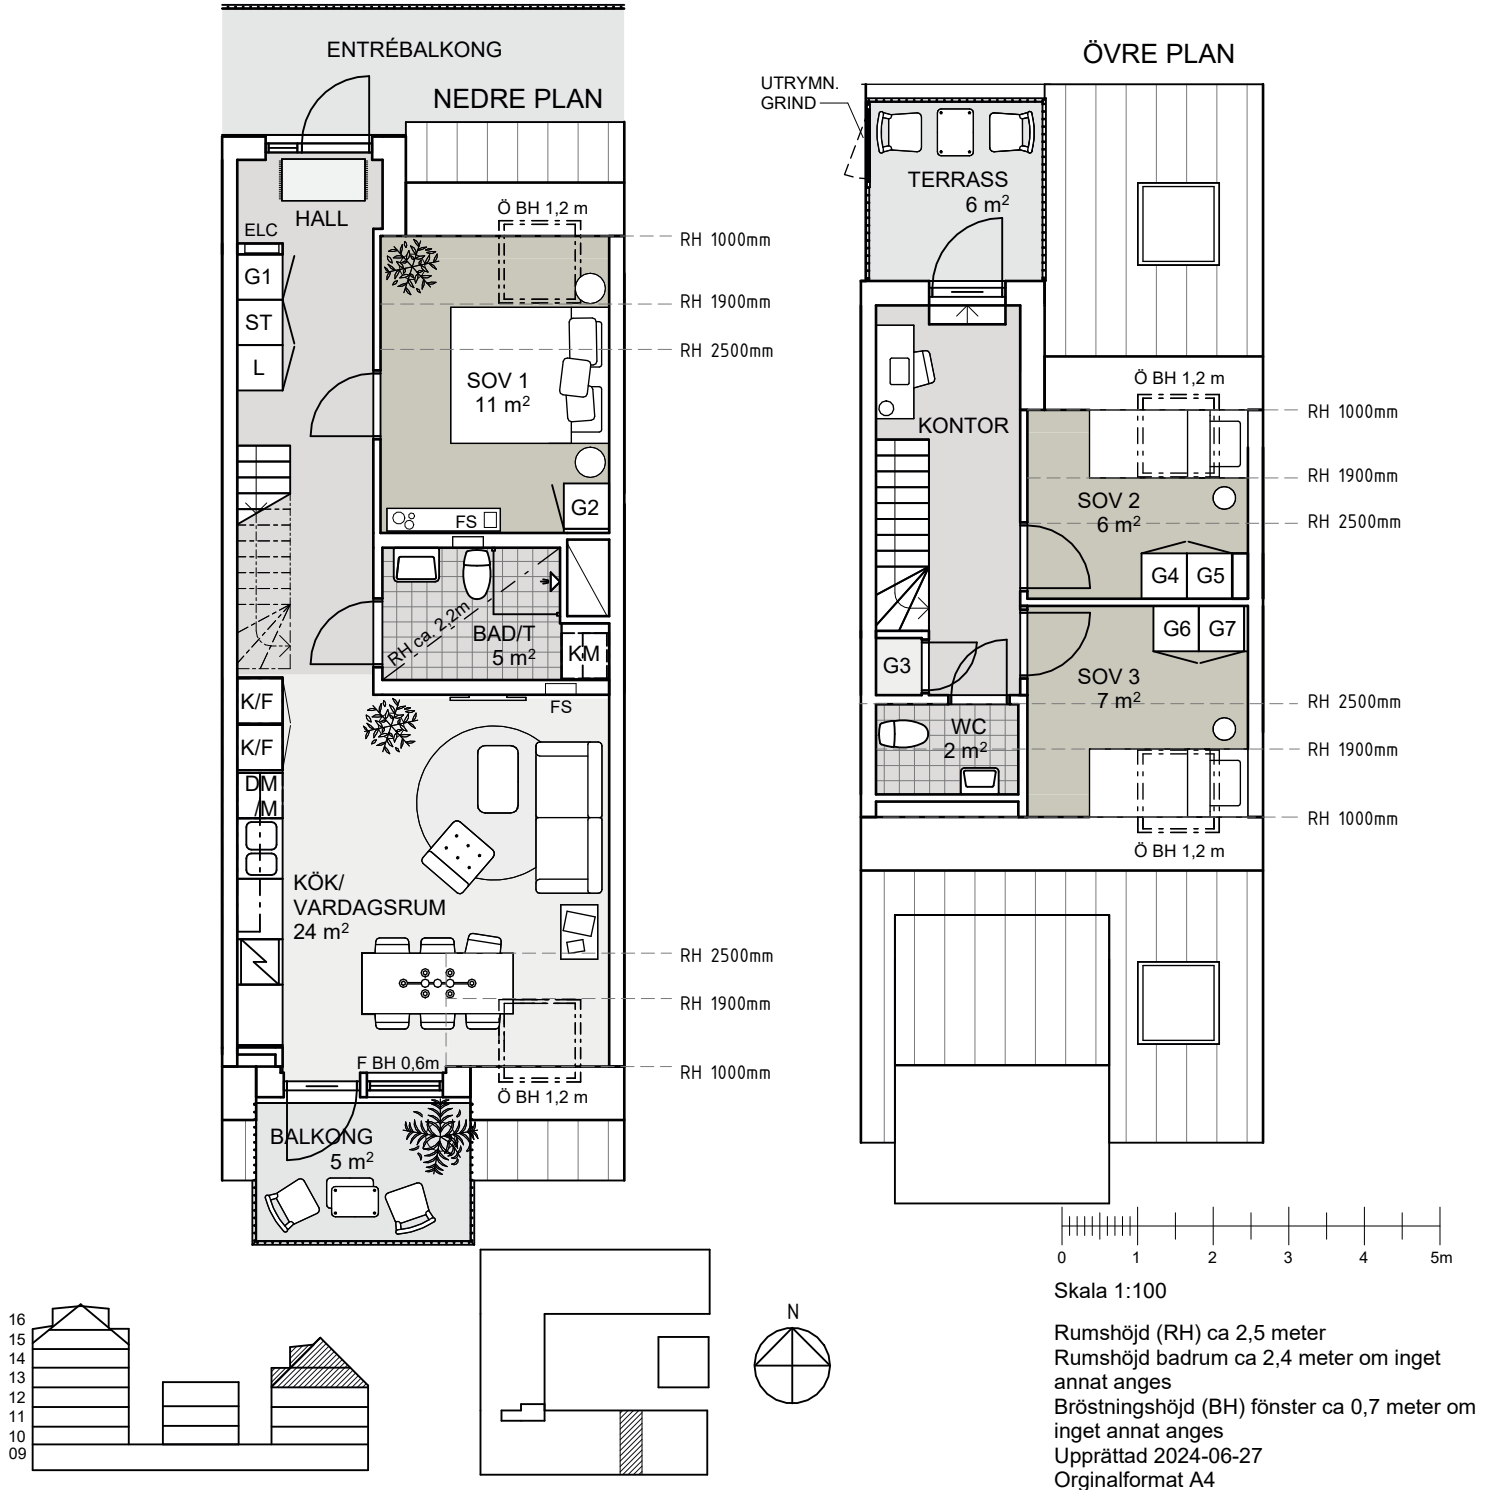 ENTRÉBALKONG
NEDRE PLAN
HALL
ELC
G1
ST
L
Ö BH 1,2 m
RH 1000mm
RH 1900mm
RH 2500mm
SOV 1
11 m²
G2
FS
RH ca. 2,2m
BAD/T
5 m²
KM
FS
K/F
K/F
DM
/M
KÖK/
VARDAGSRUM
24 m²
RH 2500mm
RH 1900mm
RH 1000mm
F BH 0,6m
Ö BH 1,2 m
BALKONG
5 m²
ÖVRE PLAN
UTRYMN.
GRIND
TERRASS
6 m²
KONTOR
Ö BH 1,2 m
RH 1000mm
RH 1900mm
RH 2500mm
SOV 2
6 m²
G4 G5
G6 G7
G3
SOV 3
7 m²
WC
2 m²
RH 2500mm
RH 1900mm
RH 1000mm
Ö BH 1,2 m
0 1 2 3 4 5m
Skala 1:100
Rumshöjd (RH) ca 2,5 meter
Rumshöjd badrum ca 2,4 meter om inget
annat anges
Bröstningshöjd (BH) fönster ca 0,7 meter om
inget annat anges
Upprättad 2024-06-27
Orginalformat A4
16
15
14
13
12
11
10
09
N